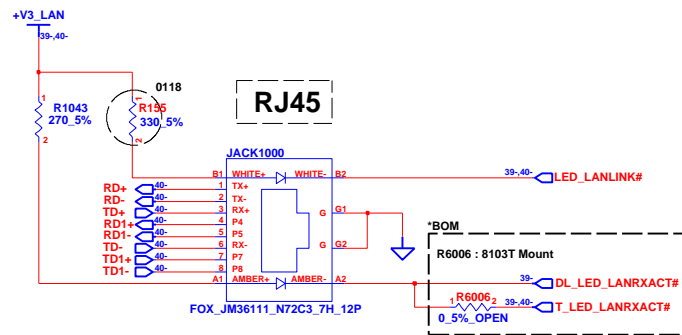 +V3_LAN
39-,40-
0118
RJ45
1
R1043
270_5%
2
1
R155
330_5%
2
JACK1000
B1 WHITE+ WHITE- B2
39-,40- LED_LANLINK#
RD+ 40- 1 TX+
RD- 40- 2 TX-
TD+ 40- 3 RX+
RD1+ 40- 4 P4 G G1
RD1- 40- 5 P5
TD- 40- 6 RX- G G2
TD1+ 40- 7 P7
TD1- 40- 8 P8
A1 AMBER+ AMBER- A2
FOX_JM36111_N72C3_7H_12P
*BOM
R6006 : 8103T Mount
39- DL_LED_LANRXACT#
1 R6006 2 39-,40- T_LED_LANRXACT#
0_5%_OPEN